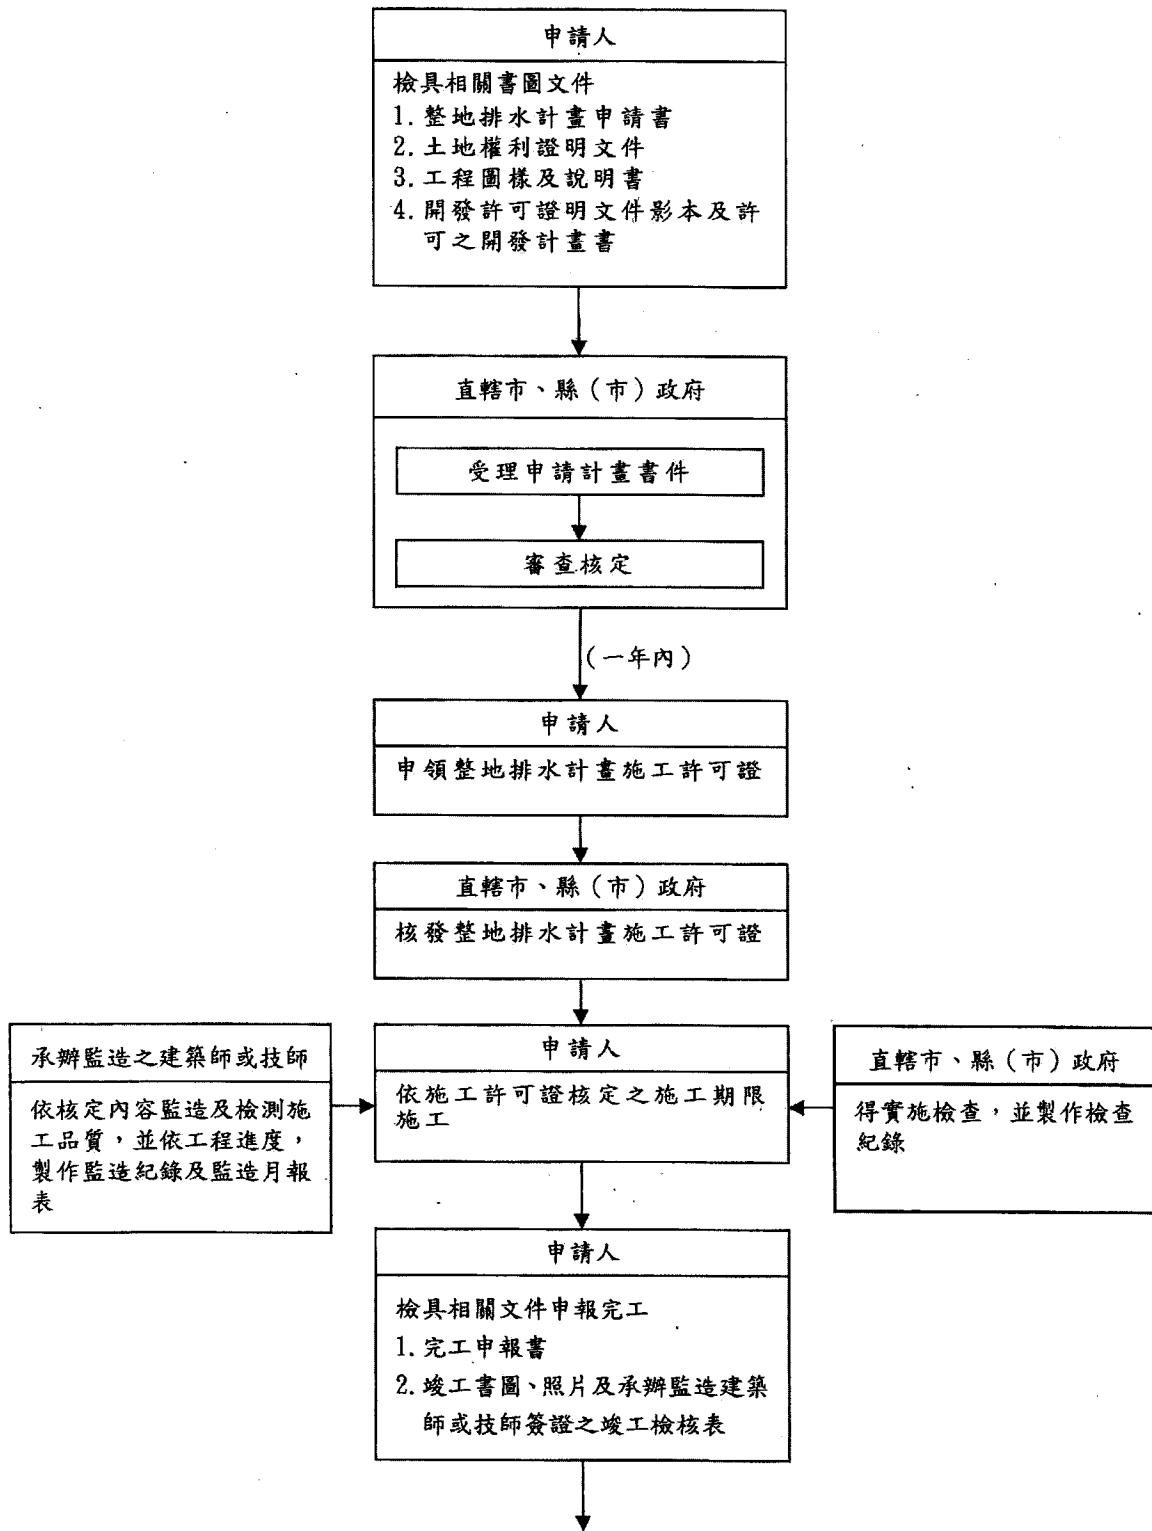 申請人
檢具相關書圖文件
1. 整地排水計畫申請書
2. 土地權利證明文件
3. 工程圖樣及說明書
4. 開發許可證明文件影本及許
可之開發計畫書
直轄市、縣（市）政府
受理申請計畫書件
審查核定
（一年內）
申請人
申領整地排水計畫施工許可證
直轄市、縣（市）政府
核發整地排水計畫施工許可證
承辦監造之建築師或技師
依核定內容監造及檢測施
工品質，並依工程進度，
製作監造紀錄及監造月報
表
申請人
依施工許可證核定之施工期限
施工
直轄市、縣（市）政府
得實施檢查，並製作檢查
紀錄
申請人
檢具相關文件申報完工
1. 完工申報書
2. 竣工書圖、照片及承辦監造建築
師或技師簽證之竣工檢核表